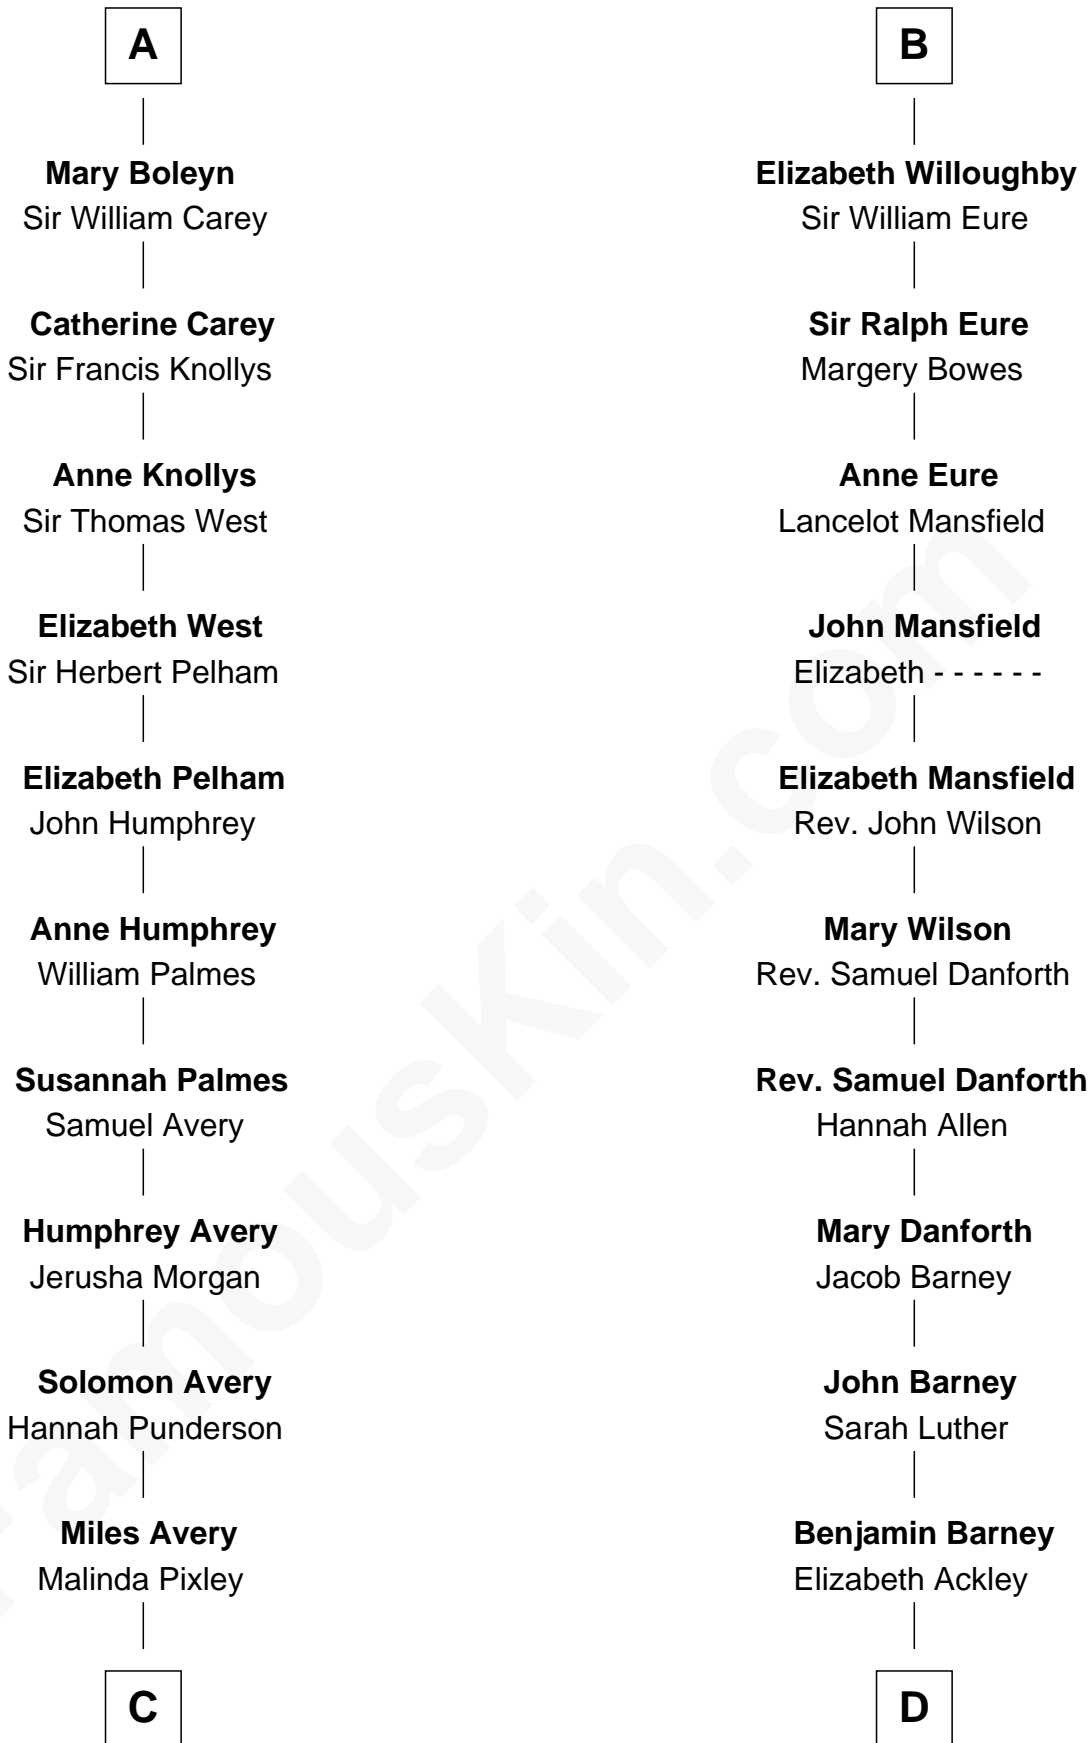 A
Mary Boleyn
Sir William Carey
Catherine Carey
Sir Francis Knollys
Anne Knollys
Sir Thomas West
Elizabeth West
Sir Herbert Pelham
Elizabeth Pelham
John Humphrey
Anne Humphrey
William Palmes
Susannah Palmes
Samuel Avery
Humphrey Avery
Jerusha Morgan
Solomon Avery
Hannah Punderson
Miles Avery
Malinda Pixley
C
B
Elizabeth Willoughby
Sir William Eure
Sir Ralph Eure
Margery Bowes
Anne Eure
Lancelot Mansfield
John Mansfield
Elizabeth - - - - - -
Elizabeth Mansfield
Rev. John Wilson
Mary Wilson
Rev. Samuel Danforth
Rev. Samuel Danforth
Hannah Allen
Mary Danforth
Jacob Barney
John Barney
Sarah Luther
Benjamin Barney
Elizabeth Ackley
D
FamousKin.com